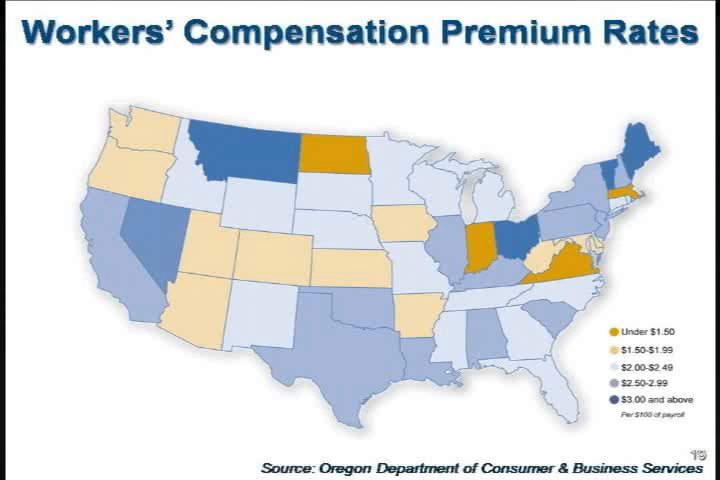 Workers' Compensation Premium Rates
Under $1.50
$1.50-$1.99
$2.00-$2.49
$2.50-2.99
$3.00 and above
Per $100 of payroll
19
Source: Oregon Department of Consumer & Business Services